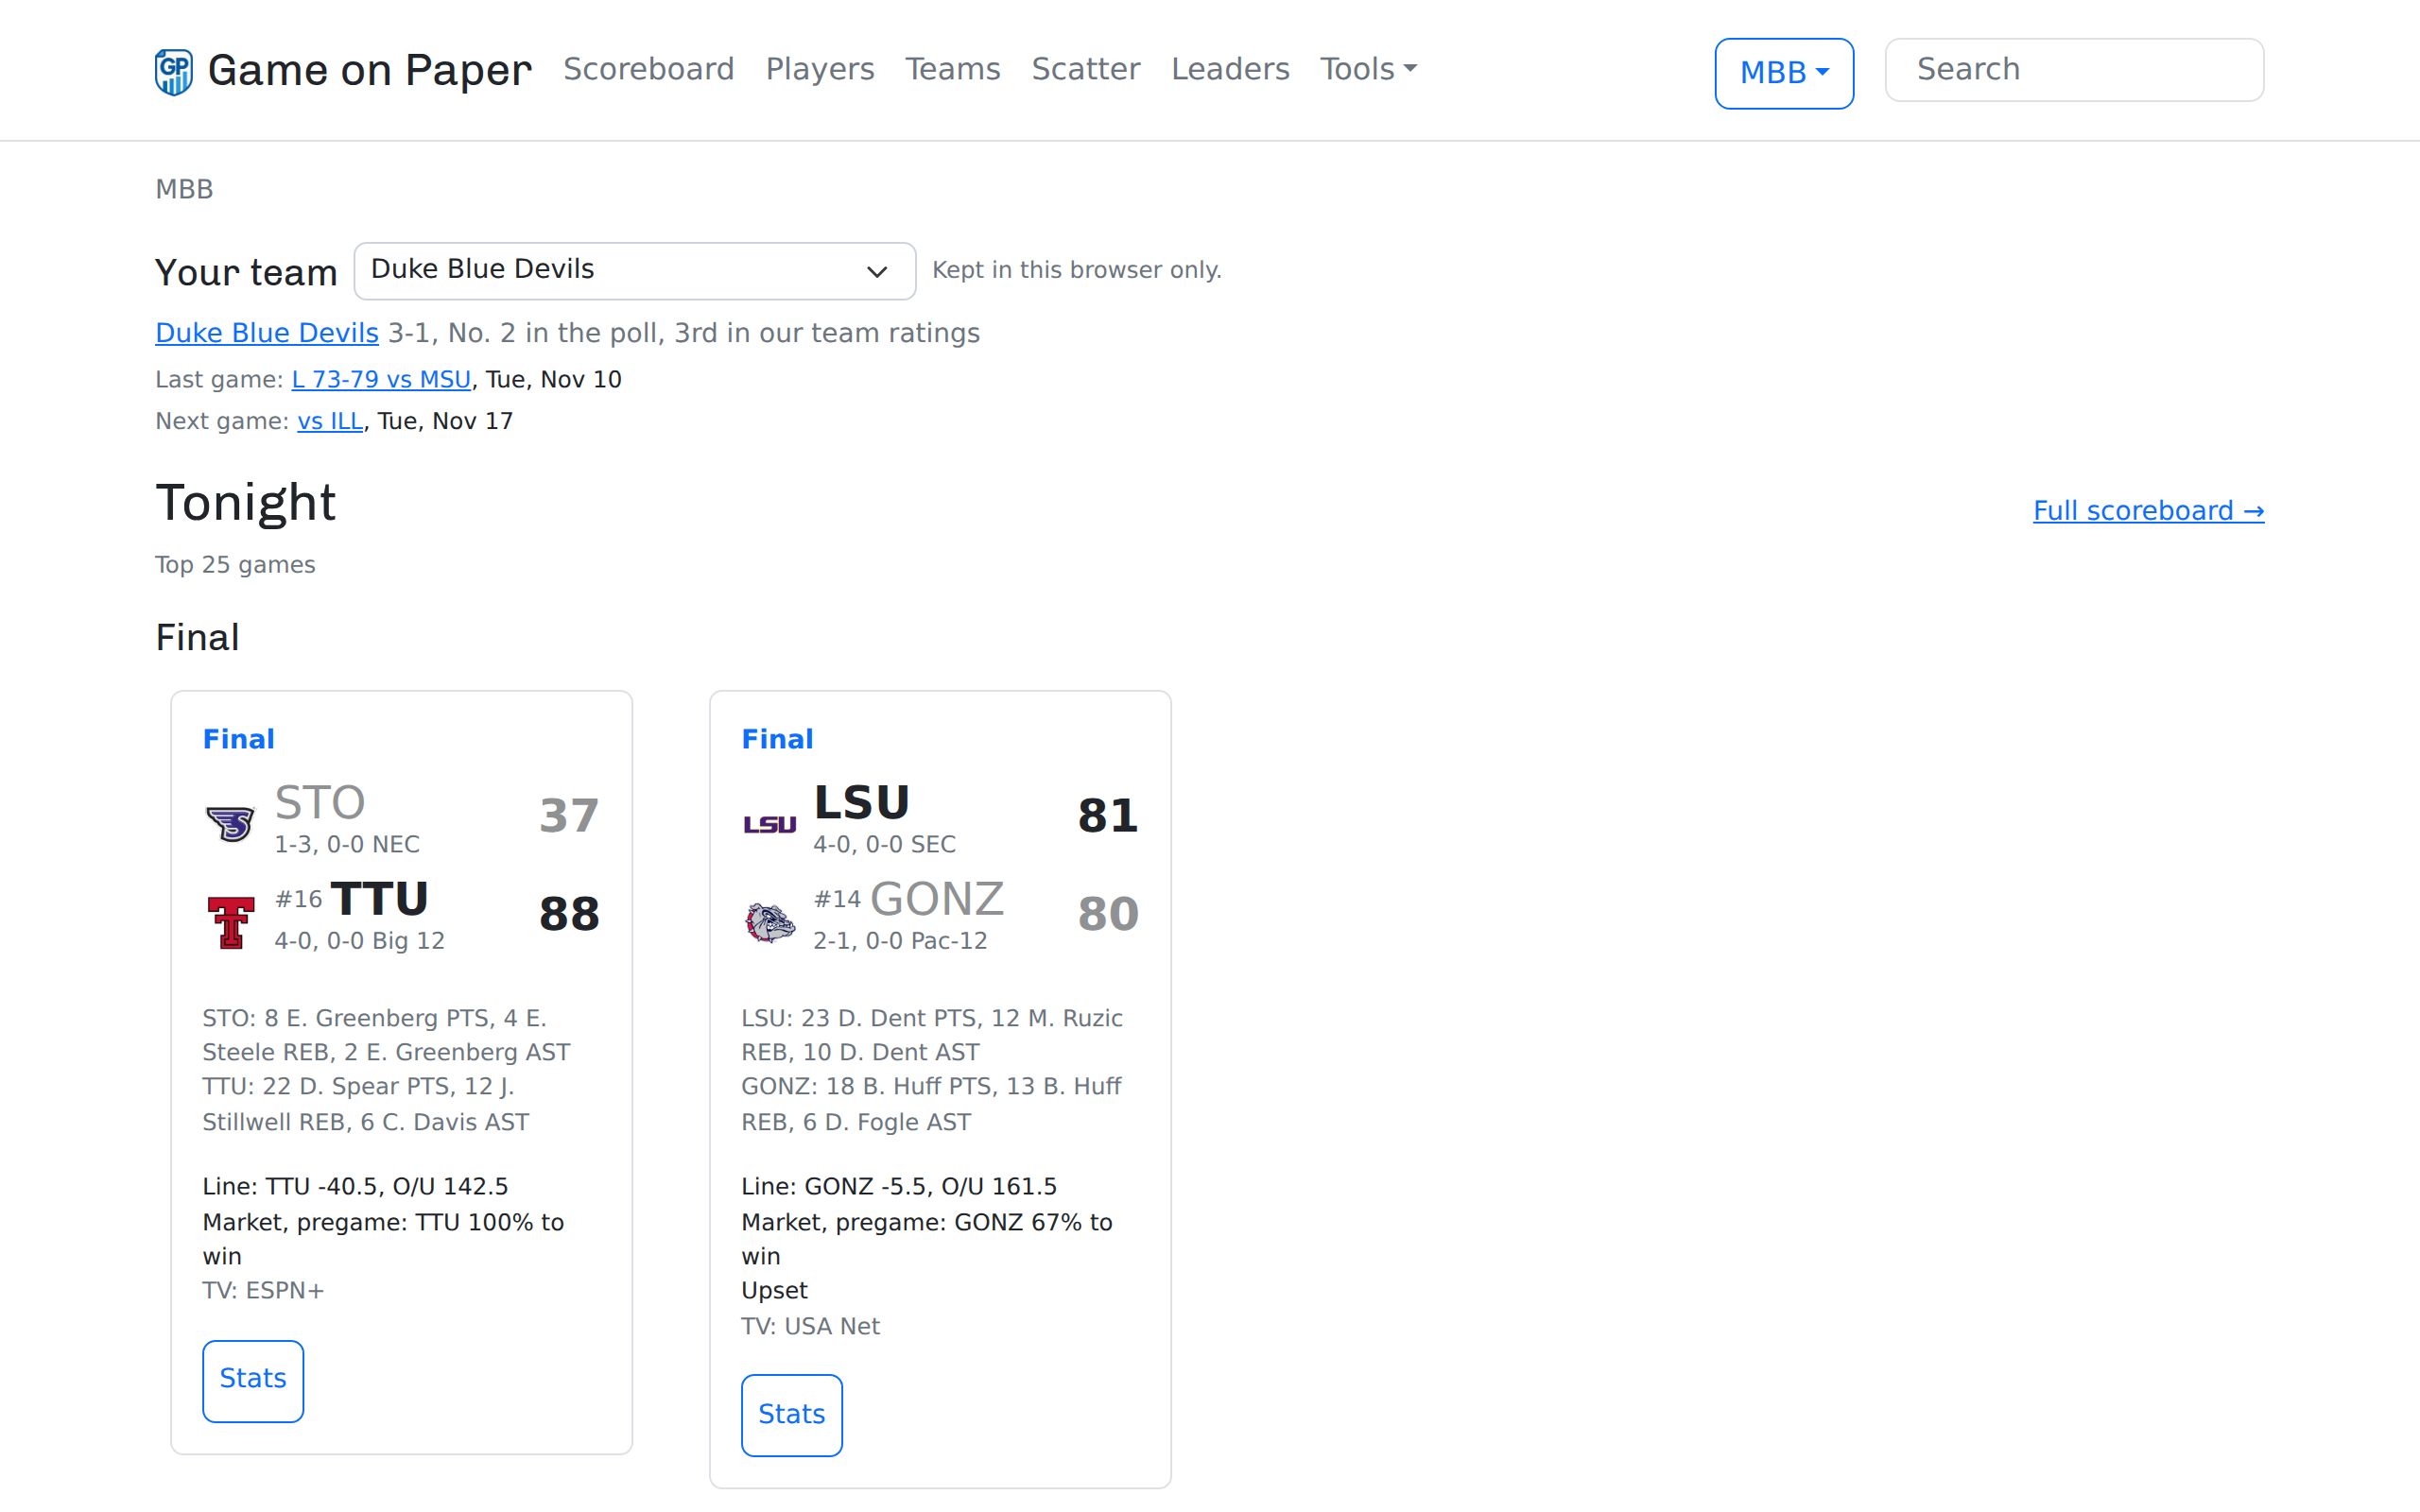 GP Game on Paper Scoreboard Players Teams Scatter Leaders Tools MBB Search
MBB
Your team Duke Blue Devils Kept in this browser only.
Duke Blue Devils 3-1, No. 2 in the poll, 3rd in our team ratings
Last game: L 73-79 vs MSU, Tue, Nov 10
Next game: vs ILL, Tue, Nov 17
Tonight
Full scoreboard →
Top 25 games
Final
Final
STO 37
1-3, 0-0 NEC
#16 TTU 88
4-0, 0-0 Big 12
STO: 8 E. Greenberg PTS, 4 E.
Steele REB, 2 E. Greenberg AST
TTU: 22 D. Spear PTS, 12 J.
Stillwell REB, 6 C. Davis AST
Line: TTU -40.5, O/U 142.5
Market, pregame: TTU 100% to
win
TV: ESPN+
Stats
Final
LSU LSU 81
4-0, 0-0 SEC
#14 GONZ 80
2-1, 0-0 Pac-12
LSU: 23 D. Dent PTS, 12 M. Ruzic
REB, 10 D. Dent AST
GONZ: 18 B. Huff PTS, 13 B. Huff
REB, 6 D. Fogle AST
Line: GONZ -5.5, O/U 161.5
Market, pregame: GONZ 67% to
win
Upset
TV: USA Net
Stats